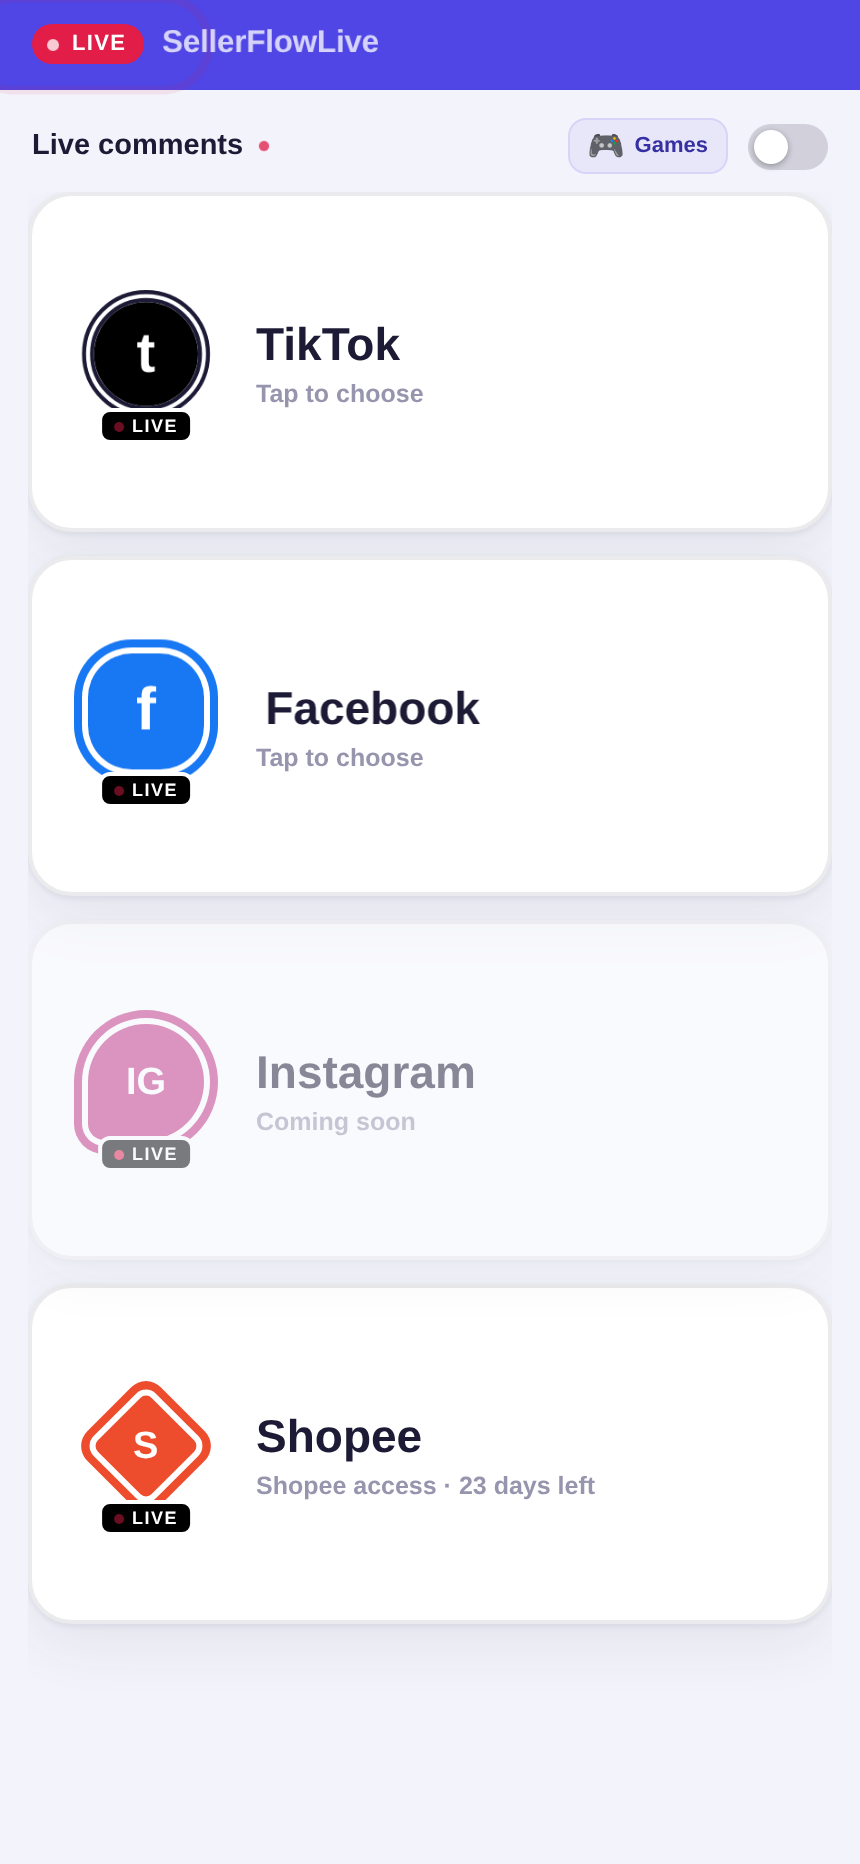 LIVE SellerFlowLive
Live comments
Games
t
LIVE
TikTok
Tap to choose
f
LIVE
Facebook
Tap to choose
IG
LIVE
Instagram
Coming soon
S
LIVE
Shopee
Shopee access · 23 days left